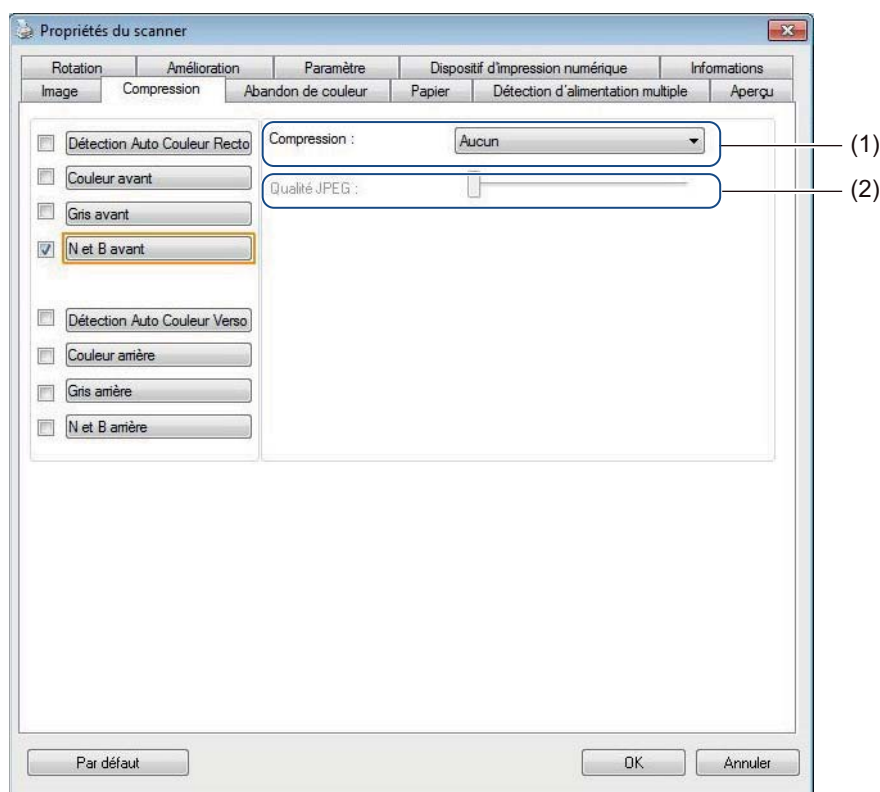 Propriétés du scanner
Rotation Amélioration Paramètre Dispositif d'impression numérique Informations
Image Compression Abandon de couleur Papier Détection d'alimentation multiple Aperçu
Détection Auto Couleur Recto
Compression : Aucun (1)
Couleur avant
Qualité JPEG : (2)
Gris avant
N et B avant
Détection Auto Couleur Verso
Couleur arrière
Gris arrière
N et B arrière
Par défaut OK Annuler